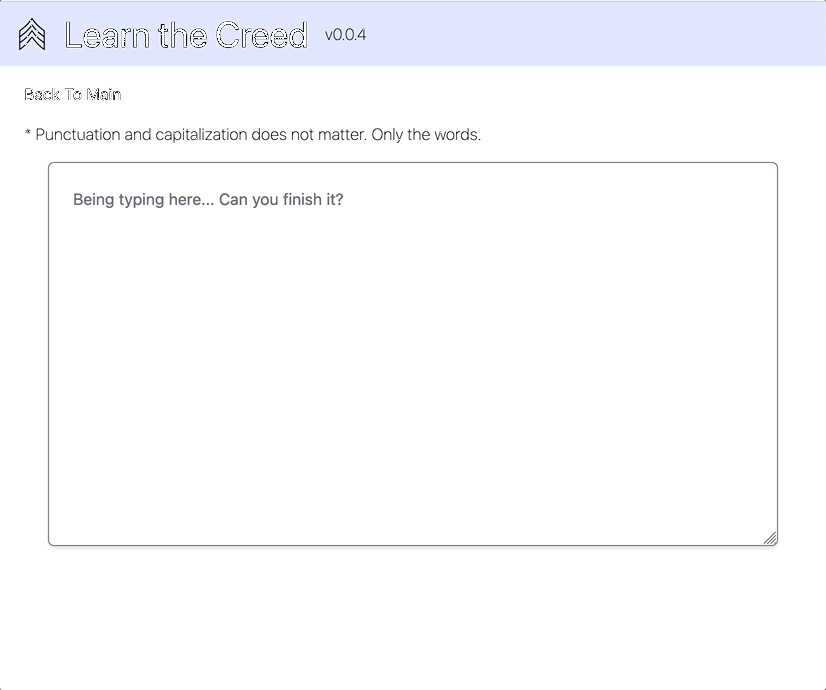 Learn the Creed v0.0.4
Back To Main
* Punctuation and capitalization does not matter. Only the words.
Being typing here... Can you finish it?